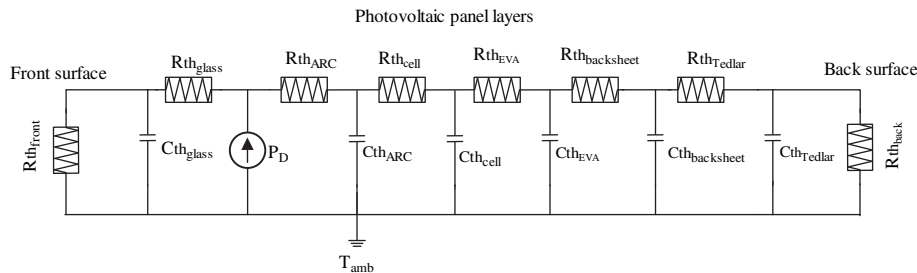 Photovoltaic panel layers
Front surface
Rth_glass
Rth_ARC
Rth_cell
Rth_EVA
Rth_backsheet
Rth_Tedlar
Back surface
Rth_front
Cth_glass
P_D
Cth_ARC
Cth_cell
Cth_EVA
Cth_backsheet
Cth_Tedlar
Rth_back
T_amb